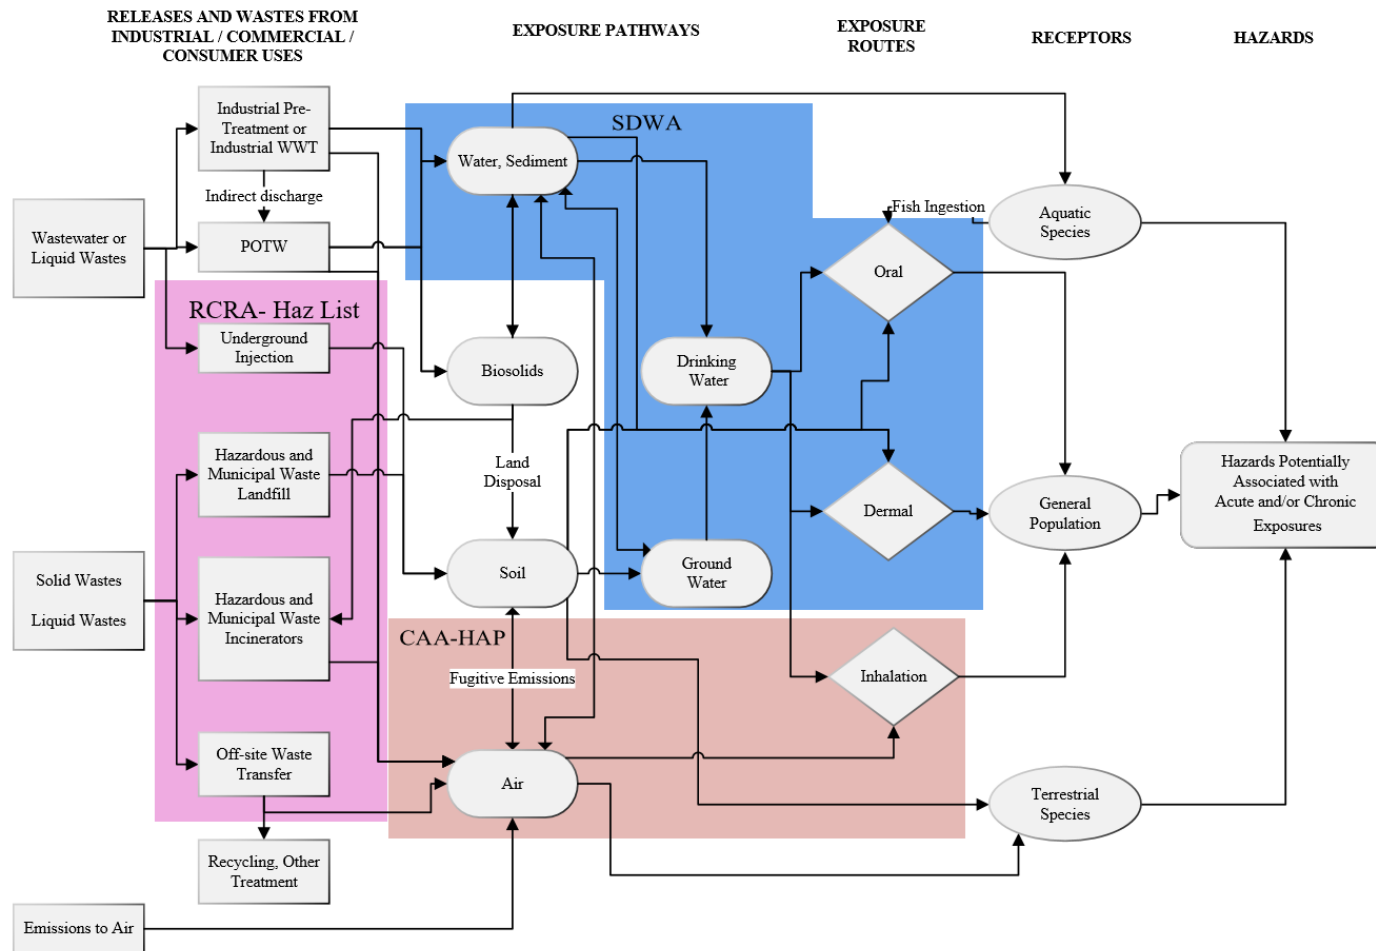 RELEASES AND WASTES FROM
INDUSTRIAL / COMMERCIAL /
CONSUMER USES
EXPOSURE PATHWAYS
EXPOSURE
ROUTES
RECEPTORS
HAZARDS
Industrial Pre-
Treatment or
Industrial WWT
SDWA
Water, Sediment
Indirect discharge
Fish Ingestion
Aquatic
Species
Wastewater or
Liquid Wastes
POTW
Oral
RCRA- Haz List
Underground
Injection
Biosolids
Drinking
Water
Hazardous and
Municipal Waste
Landfill
Land
Disposal
Dermal
General
Population
Hazards Potentially
Associated with
Acute and/or Chronic
Exposures
Solid Wastes
Liquid Wastes
Hazardous and
Municipal Waste
Incinerators
Soil
Ground
Water
CAA-HAP
Fugitive Emissions
Inhalation
Off-site Waste
Transfer
Air
Terrestrial
Species
Recycling, Other
Treatment
Emissions to Air